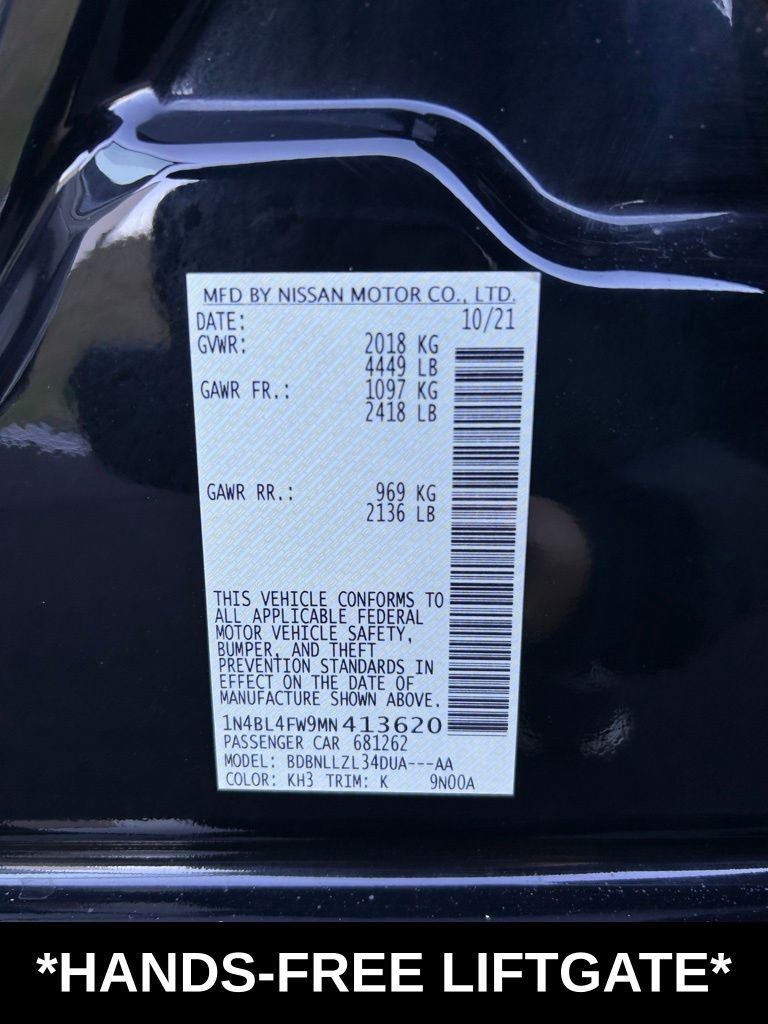 MFD BY NISSAN MOTOR CO., LTD.
DATE: 10/21
GVWR: 2018 KG
4449 LB
GAWR FR.: 1097 KG
2418 LB
GAWR RR.: 969 KG
2136 LB
THIS VEHICLE CONFORMS TO
ALL APPLICABLE FEDERAL
MOTOR VEHICLE SAFETY,
BUMPER, AND THEFT
PREVENTION STANDARDS IN
EFFECT ON THE DATE OF
MANUFACTURE SHOWN ABOVE.
1N4BL4FW9MN413620
PASSENGER CAR 681262
MODEL: BDBNLLZL34DUA---AA
COLOR: KH3 TRIM: K 9N00A
*HANDS-FREE LIFTGATE*